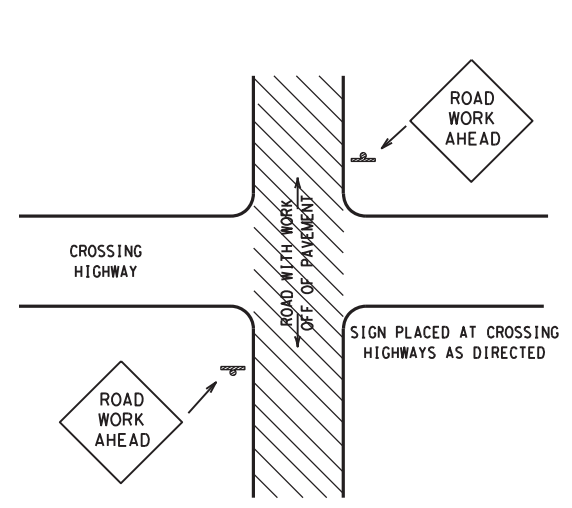 ROAD
WORK
AHEAD
CROSSING
HIGHWAY
ROAD WITH WORK
OFF OF PAVEMENT
SIGN PLACED AT CROSSING
HIGHWAYS AS DIRECTED
ROAD
WORK
AHEAD